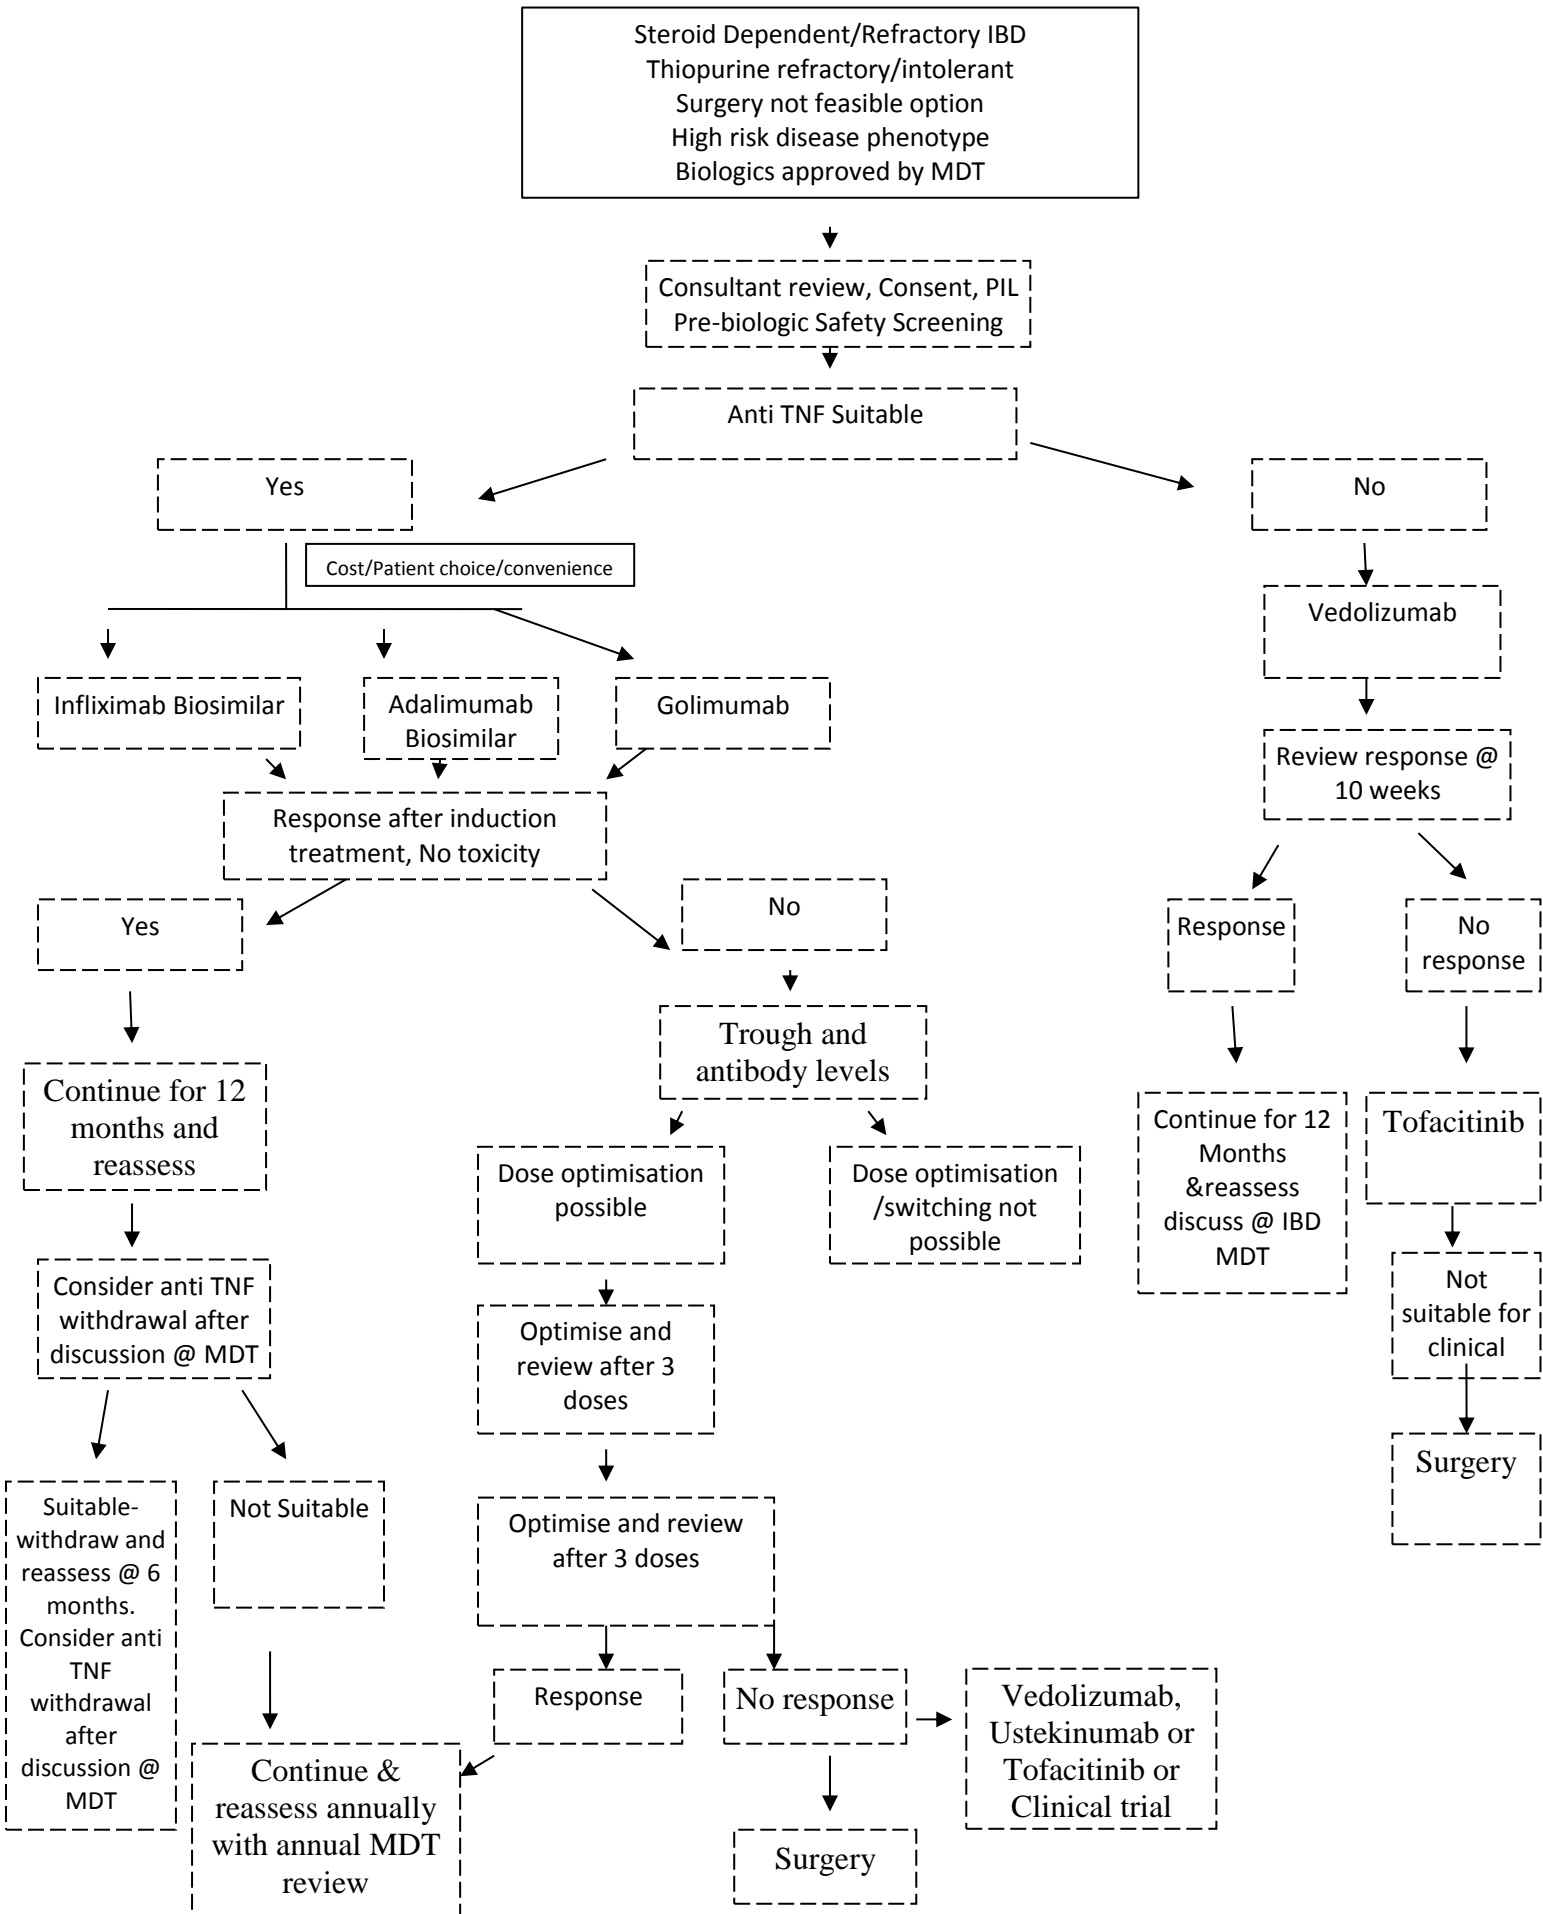 Steroid Dependent/Refractory IBD
Thiopurine refractory/intolerant
Surgery not feasible option
High risk disease phenotype
Biologics approved by MDT
Consultant review, Consent, PIL
Pre-biologic Safety Screening
Anti TNF Suitable
Yes
No
Cost/Patient choice/convenience
Vedolizumab
Infliximab Biosimilar
Adalimumab
Biosimilar
Golimumab
Review response @
10 weeks
Response after induction
treatment, No toxicity
Yes
No
Response
No
response
Trough and
antibody levels
Continue for 12
months and
reassess
Continue for 12
Months
&reassess
discuss @ IBD
MDT
Tofacitinib
Dose optimisation
possible
Dose optimisation
/switching not
possible
Consider anti TNF
withdrawal after
discussion @ MDT
Not
suitable for
clinical
Optimise and
review after 3
doses
Surgery
Suitable-
withdraw and
reassess @ 6
months.
Consider anti
TNF
withdrawal
after
discussion @
MDT
Not Suitable
Optimise and review
after 3 doses
Response
No response
Vedolizumab,
Ustekinumab or
Tofacitinib or
Clinical trial
Continue &
reassess annually
with annual MDT
review
Surgery